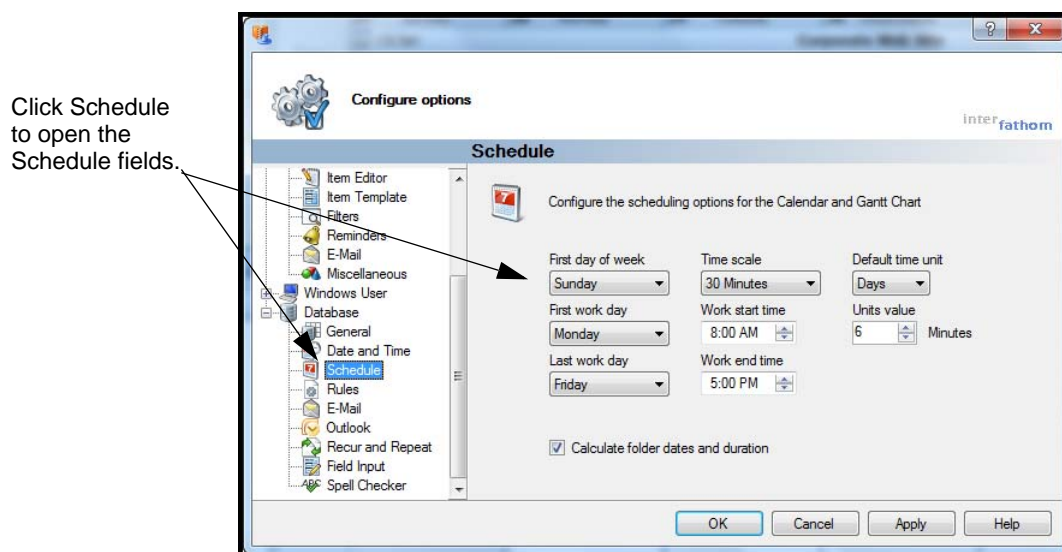 Click Schedule
to open the
Schedule fields.
?
X
Configure options
inter fathom
Schedule
Item Editor
Item Template
Filters
Reminders
E-Mail
Miscellaneous
Windows User
Database
General
Date and Time
Schedule
Rules
E-Mail
Outlook
Recur and Repeat
Field Input
ABC Spell Checker
7
Configure the scheduling options for the Calendar and Gantt Chart
First day of week Time scale Default time unit
Sunday 30 Minutes Days
First work day Work start time Units value
Monday 8:00 AM 6 Minutes
Last work day Work end time
Friday 5:00 PM
Calculate folder dates and duration
OK Cancel Apply Help